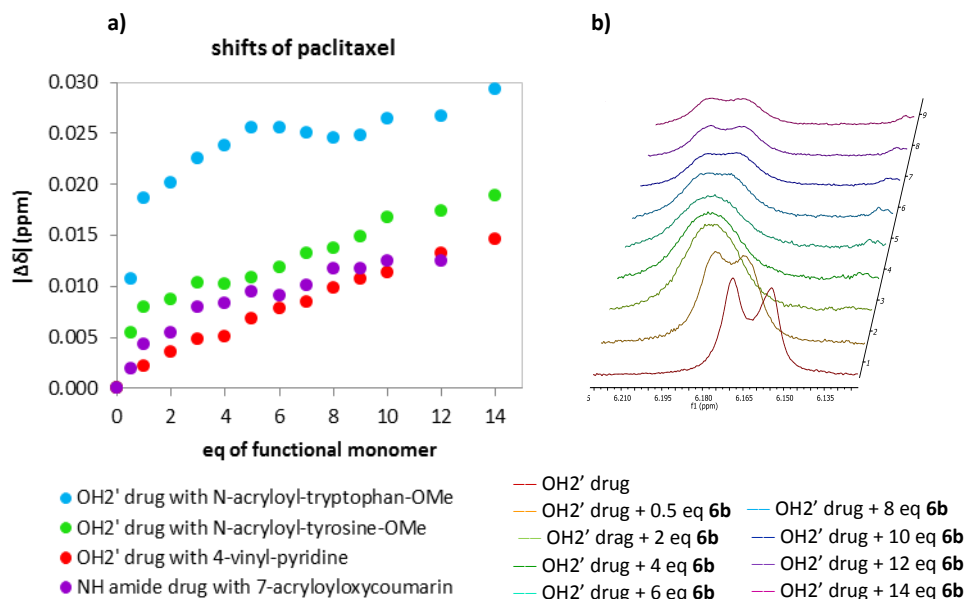 a)
shifts of paclitaxel
|Δδ| (ppm)
0.030
0.025
0.020
0.015
0.010
0.005
0.000
0 2 4 6 8 10 12 14
eq of functional monomer
OH2' drug with N-acryloyl-tryptophan-OMe
OH2' drug with N-acryloyl-tyrosine-OMe
OH2' drug with 4-vinyl-pyridine
NH amide drug with 7-acryloyloxycoumarin
b)
9
8
7
6
5
4
3
2
1
5 6.210 6.195 6.180 6.165 6.150 6.135
f1 (ppm)
OH2’ drug
OH2’ drug + 0.5 eq 6b
OH2’ drag + 2 eq 6b
OH2’ drug + 4 eq 6b
OH2’ drug + 6 eq 6b
OH2’ drug + 8 eq 6b
OH2’ drug + 10 eq 6b
OH2’ drug + 12 eq 6b
OH2’ drug + 14 eq 6b